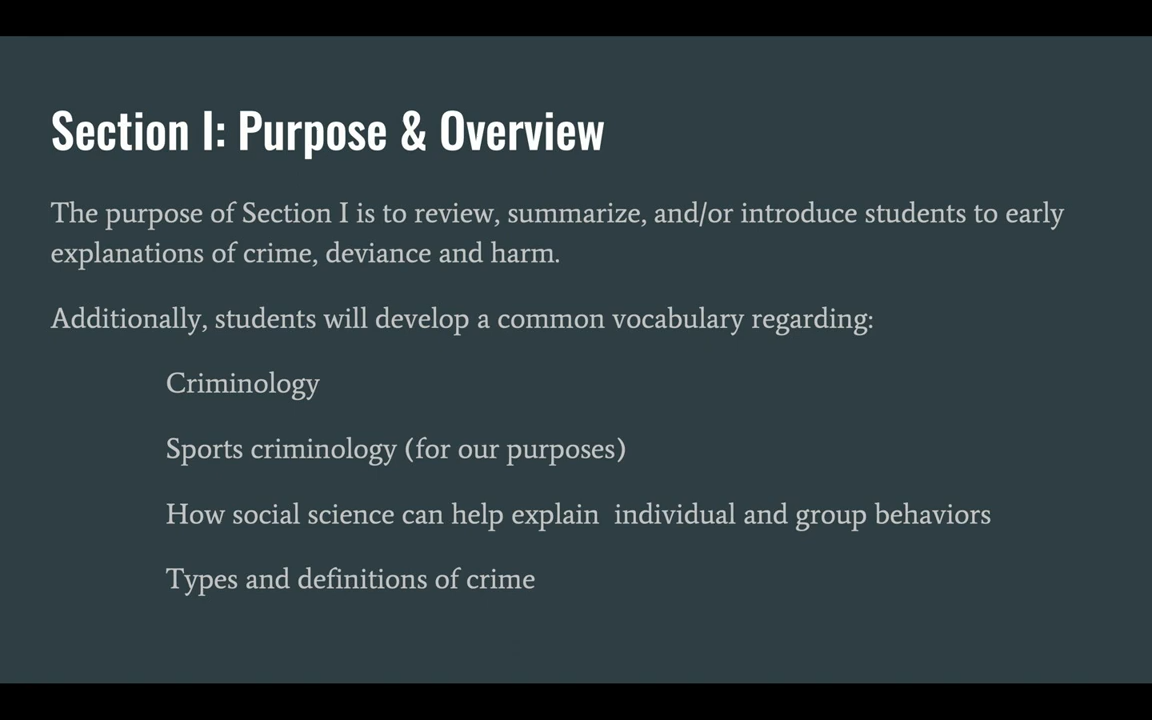 Section I: Purpose & Overview
The purpose of Section I is to review, summarize, and/or introduce students to early
explanations of crime, deviance and harm.
Additionally, students will develop a common vocabulary regarding:
Criminology
Sports criminology (for our purposes)
How social science can help explain  individual and group behaviors
Types and definitions of crime